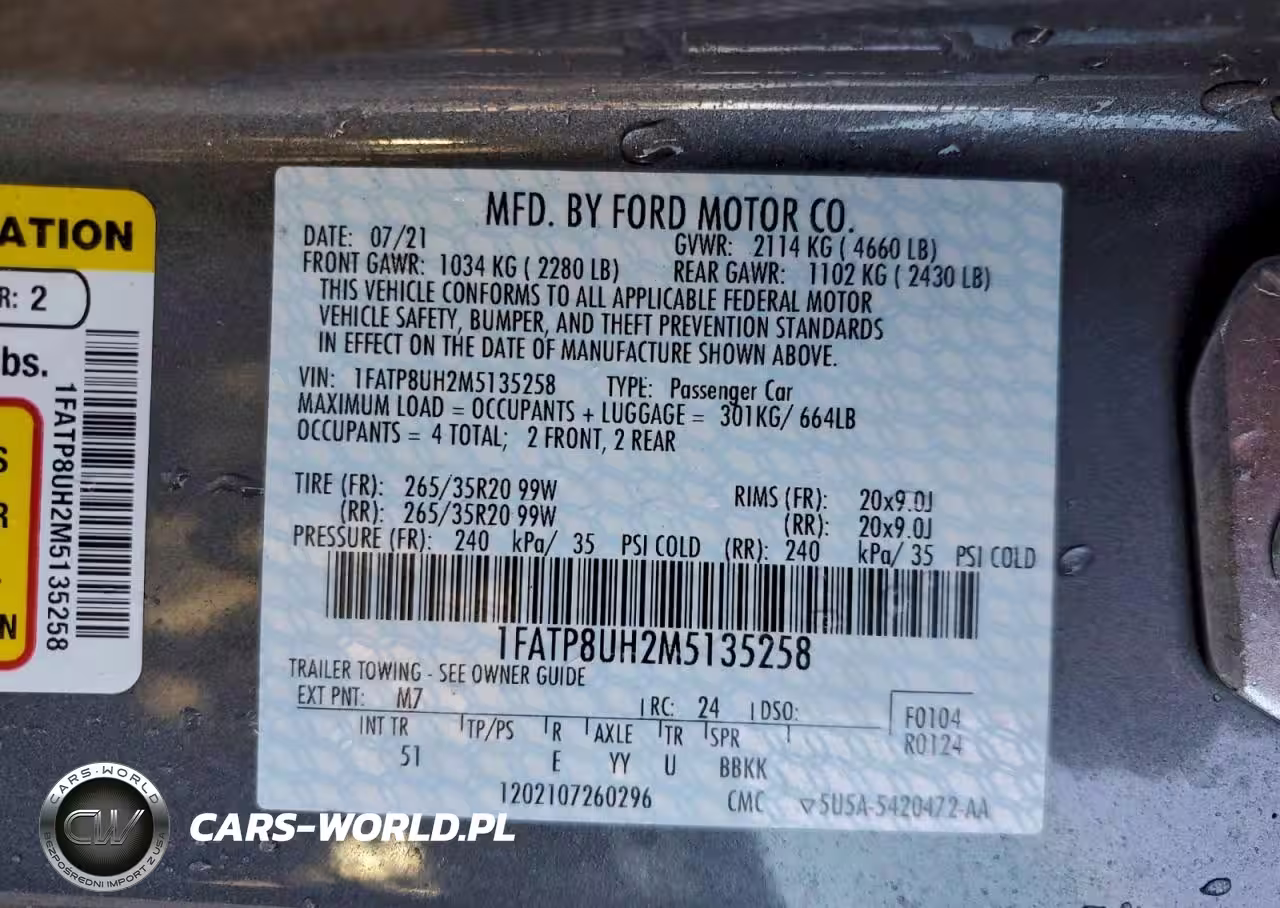 MFD. BY FORD MOTOR CO.
DATE: 07/21 GVWR: 2114 KG ( 4660 LB)
FRONT GAWR: 1034 KG ( 2280 LB) REAR GAWR: 1102 KG ( 2430 LB)
THIS VEHICLE CONFORMS TO ALL APPLICABLE FEDERAL MOTOR
VEHICLE SAFETY, BUMPER, AND THEFT PREVENTION STANDARDS
IN EFFECT ON THE DATE OF MANUFACTURE SHOWN ABOVE.
VIN: 1FATP8UH2M5135258 TYPE: Passenger Car
MAXIMUM LOAD = OCCUPANTS + LUGGAGE = 301KG/ 664LB
OCCUPANTS = 4 TOTAL; 2 FRONT, 2 REAR
TIRE (FR): 265/35R20 99W RIMS (FR): 20x9.0J
(RR): 265/35R20 99W (RR): 20x9.0J
PRESSURE (FR): 240 kPa/ 35 PSI COLD (RR): 240 kPa/ 35 PSI COLD
1FATP8UH2M5135258
TRAILER TOWING - SEE OWNER GUIDE
EXT PNT: M7 RC: 24 DSO:
F0104
R0124
INT TR TP/PS R AXLE TR SPR
51 E YY U BBKK
1202107260296 CMC ▽5U5A-5420472-AA
ATION
R: 2
bs.
1FATP8UH2M5135258
S
R
N
CARS-WORLD
CW
BEZPOŚREDNI IMPORT Z USA
CARS-WORLD.PL